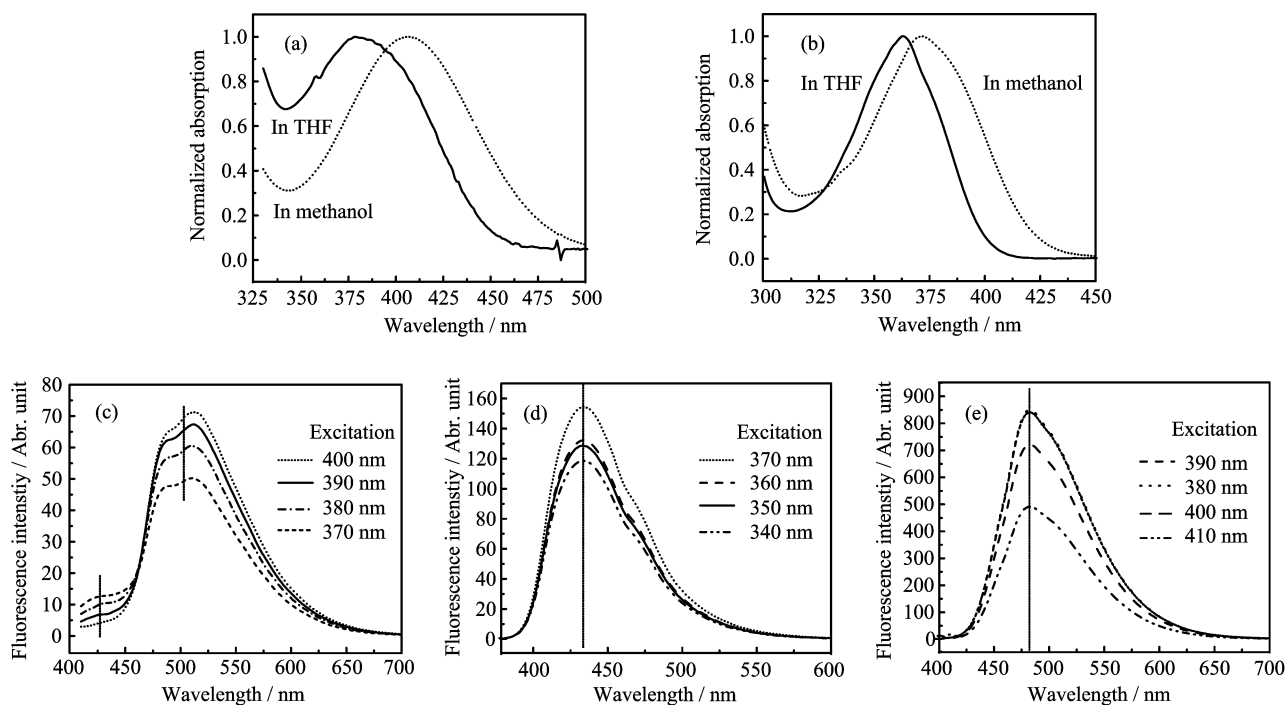 (a)
In THF
In methanol
Normalized absorption
1.0
0.8
0.6
0.4
0.2
0.0
325 350 375 400 425 450 475 500
Wavelength / nm
(b)
In THF
In methanol
Normalized absorption
1.0
0.8
0.6
0.4
0.2
0.0
300 325 350 375 400 425 450
Wavelength / nm
(c)
Excitation
400 nm
390 nm
380 nm
370 nm
Fluorescence intenstiy / Abr. unit
80
70
60
50
40
30
20
10
0
400 450 500 550 600 650 700
Wavelength / nm
(d)
Excitation
370 nm
360 nm
350 nm
340 nm
Fluorescence intenstiy / Abr. unit
160
140
120
100
80
60
40
20
0
400 450 500 550 600
Wavelength / nm
(e)
Excitation
390 nm
380 nm
400 nm
410 nm
Fluorescence intenstiy / Abr. unit
900
800
700
600
500
400
300
200
100
0
400 450 500 550 600 650 700
Wavelength / nm